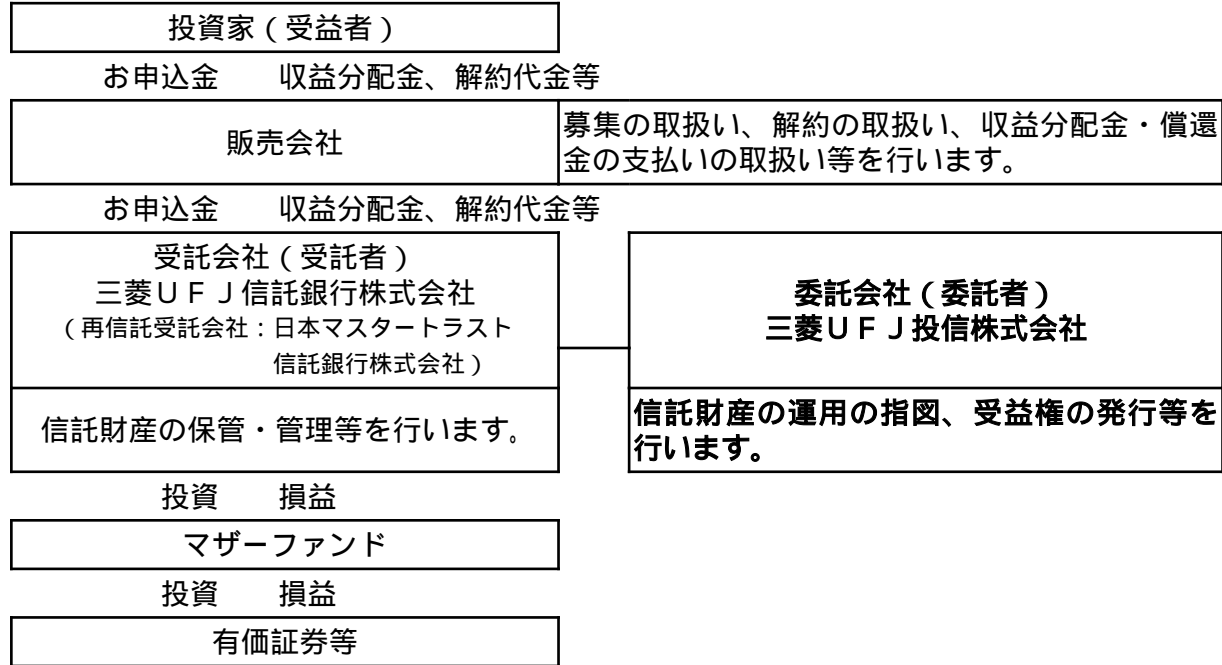 投資家（受益者）
お申込金　　収益分配金、解約代金等
販売会社
募集の取扱い、解約の取扱い、収益分配金・償還
金の支払いの取扱い等を行います。
お申込金　　収益分配金、解約代金等
受託会社（受託者）
三菱ＵＦＪ信託銀行株式会社
（再信託受託会社：日本マスタートラスト
信託銀行株式会社）
委託会社（委託者）
三菱ＵＦＪ投信株式会社
信託財産の保管・管理等を行います。
信託財産の運用の指図、受益権の発行等を
行います。
投資　　損益
マザーファンド
投資　　損益
有価証券等